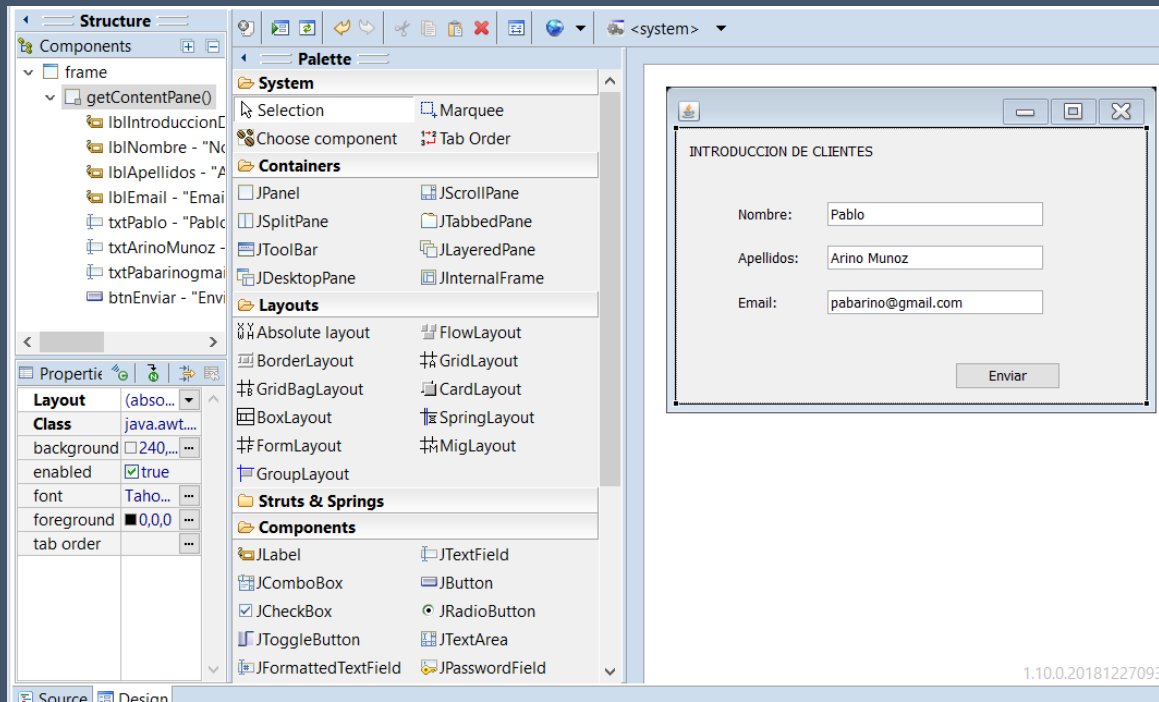 Structure
Components
frame
getContentPane()
lblIntroduccionD
lblNombre - "No
lblApellidos - "A
lblEmail - "Emai
txtPablo - "Pablo
txtArinoMunoz -
txtPabarinogmai
btnEnviar - "Envi
Propertie
Layout (abso...
Class java.awt....
background 240,...
enabled true
font Taho...
foreground 0,0,0
tab order
Source Design
<system>
Palette
System
Selection Marquee
Choose component Tab Order
Containers
JPanel JScrollPane
JSplitPane JTabbedPane
JToolBar JLayeredPane
JDesktopPane JInternalFrame
Layouts
Absolute layout FlowLayout
BorderLayout GridLayout
GridBagLayout CardLayout
BoxLayout SpringLayout
FormLayout MigLayout
GroupLayout
Struts & Springs
Components
JLabel JTextField
JComboBox JButton
JCheckBox JRadioButton
JToggleButton JTextArea
JFormattedTextField JPasswordField
INTRODUCCION DE CLIENTES
Nombre: Pablo
Apellidos: Arino Munoz
Email: pabarino@gmail.com
Enviar
1.10.0.2018122709